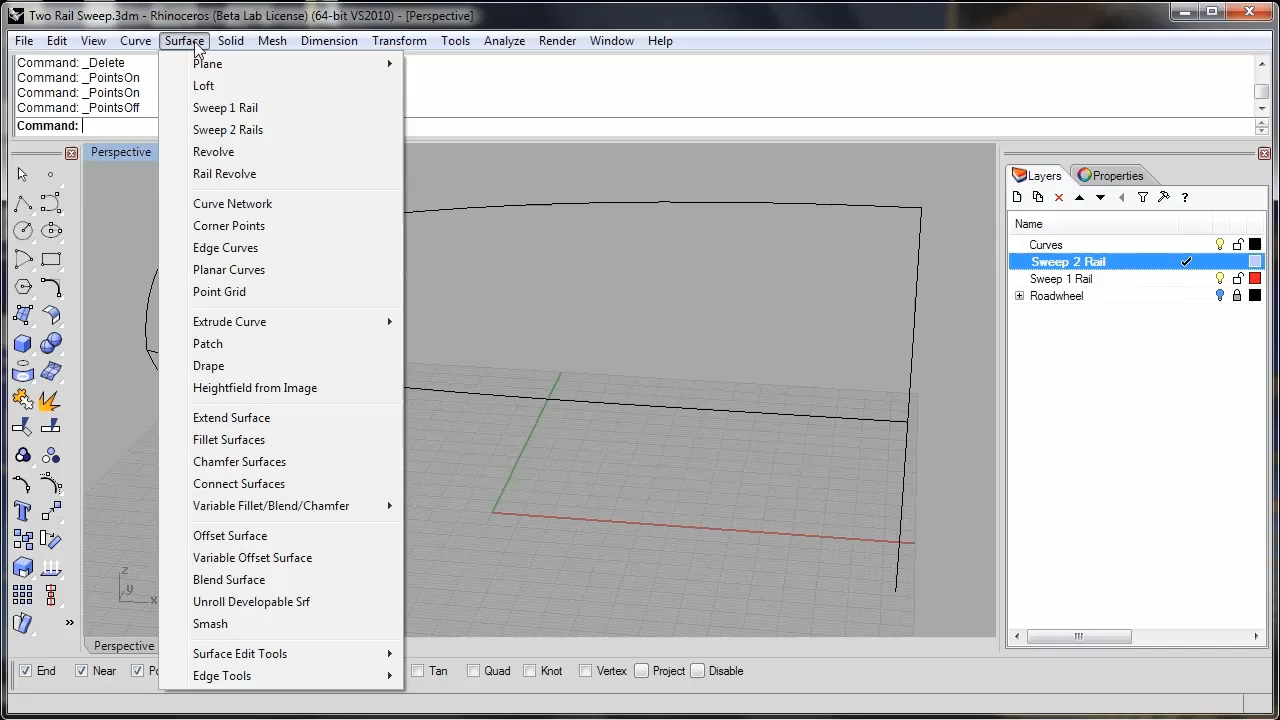 Two Rail Sweep.3dm - Rhinoceros (Beta Lab License) (64-bit VS2010) - [Perspective]
File Edit View Curve Surface Solid Mesh Dimension Transform Tools Analyze Render Window Help
Command: _Delete
Command: _PointsOn
Command: _PointsOn
Command: _PointsOff
Command:
Perspective
Plane
Loft
Sweep 1 Rail
Sweep 2 Rails
Revolve
Rail Revolve
Curve Network
Corner Points
Edge Curves
Planar Curves
Point Grid
Extrude Curve
Patch
Drape
Heightfield from Image
Extend Surface
Fillet Surfaces
Chamfer Surfaces
Connect Surfaces
Variable Fillet/Blend/Chamfer
Offset Surface
Variable Offset Surface
Blend Surface
Unroll Developable Srf
Smash
Surface Edit Tools
Edge Tools
Layers Properties
Name
Curves
Sweep 2 Rail
Sweep 1 Rail
Roadwheel
z
y
x
Perspective
End Near Po Tan Quad Knot Vertex Project Disable